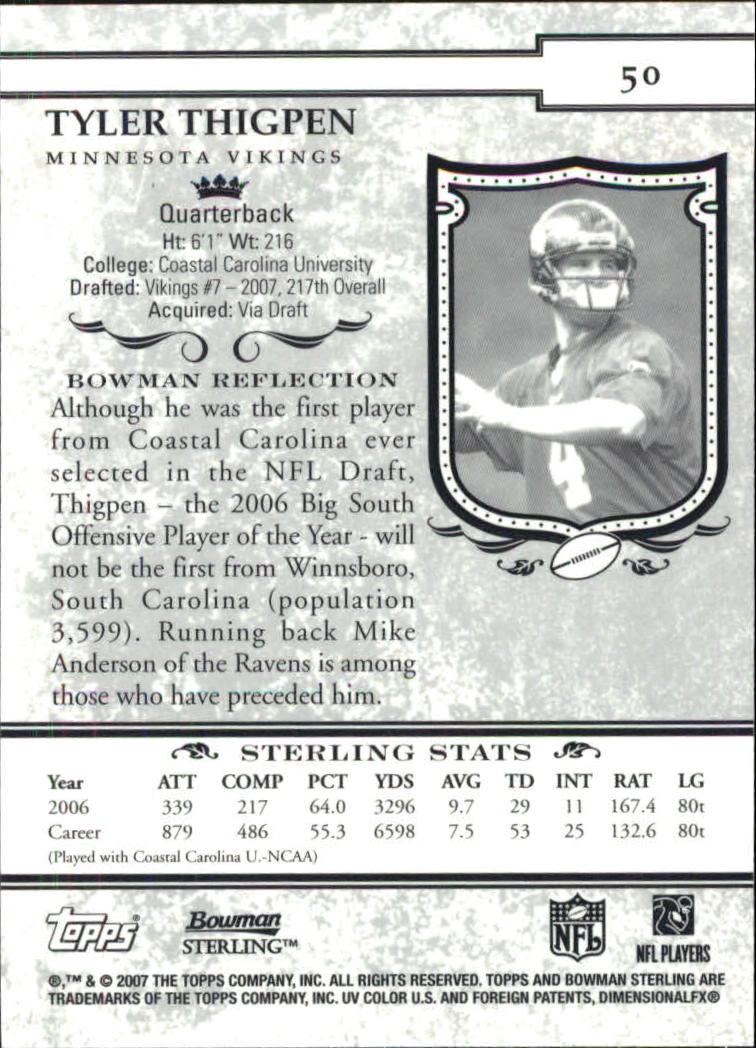 50
TYLER THIGPEN
MINNESOTA VIKINGS
Quarterback
Ht: 6'1" Wt: 216
College: Coastal Carolina University
Drafted: Vikings #7 – 2007, 217th Overall
Acquired: Via Draft
BOWMAN REFLECTION
Although he was the first player
from Coastal Carolina ever
selected in the NFL Draft,
Thigpen – the 2006 Big South
Offensive Player of the Year - will
not be the first from Winnsboro,
South Carolina (population
3,599). Running back Mike
Anderson of the Ravens is among
those who have preceded him.
STERLING STATS
Year ATT COMP PCT YDS AVG TD INT RAT LG
2006 339 217 64.0 3296 9.7 29 11 167.4 80t
Career 879 486 55.3 6598 7.5 53 25 132.6 80t
(Played with Coastal Carolina U.-NCAA)
Topps® Bowman STERLING™ NFL NFL PLAYERS
®,™ & © 2007 THE TOPPS COMPANY, INC. ALL RIGHTS RESERVED. TOPPS AND BOWMAN STERLING ARE
TRADEMARKS OF THE TOPPS COMPANY, INC. UV COLOR U.S. AND FOREIGN PATENTS, DIMENSIONALFX®